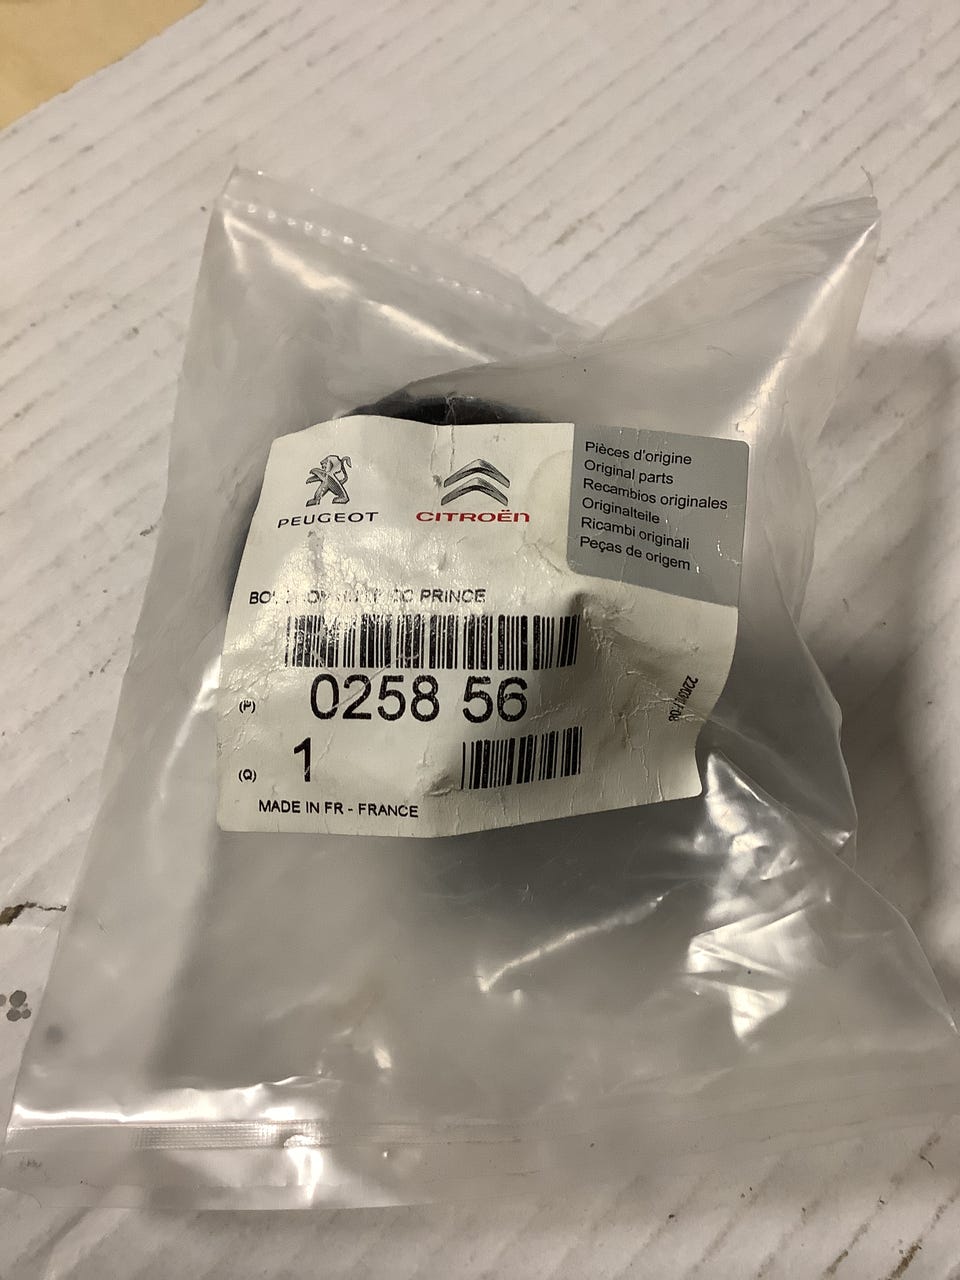 PEUGEOT
CITROËN
Pièces d'origine
Original parts
Recambios originales
Originalteile
Ricambi originali
Peças de origem
PRINCE
(P)
0258 56
(Q)
1
MADE IN FR - FRANCE